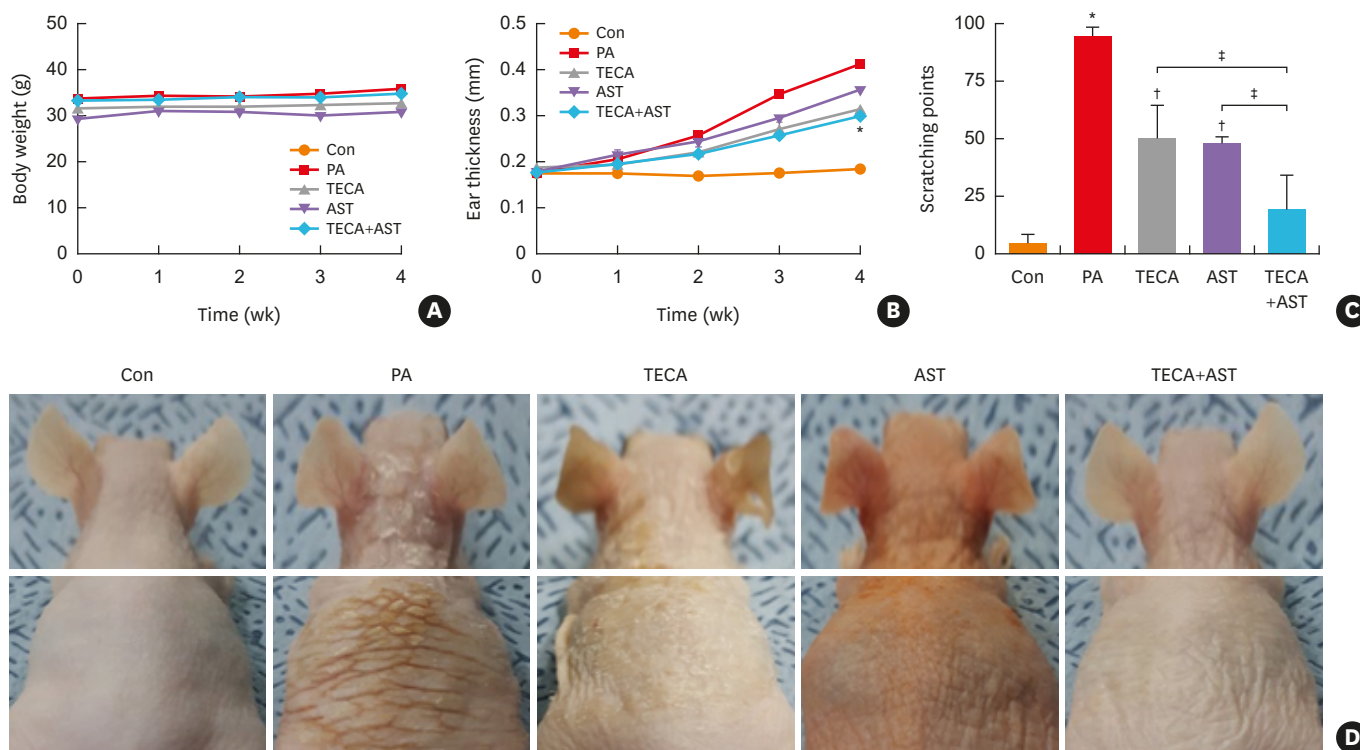 50
40
30
20
10
0
Body weight (g)
Con
PA
TECA
AST
TECA+AST
0 1 2 3 4
Time (wk)
A
0.5
0.4
0.3
0.2
0.1
0
Ear thickness (mm)
Con
PA
TECA
AST
TECA+AST
*
0 1 2 3 4
Time (wk)
B
100
75
50
25
0
Scratching points
*
†
†
‡
‡
Con PA TECA AST TECA
+AST
C
Con PA TECA AST TECA+AST
D